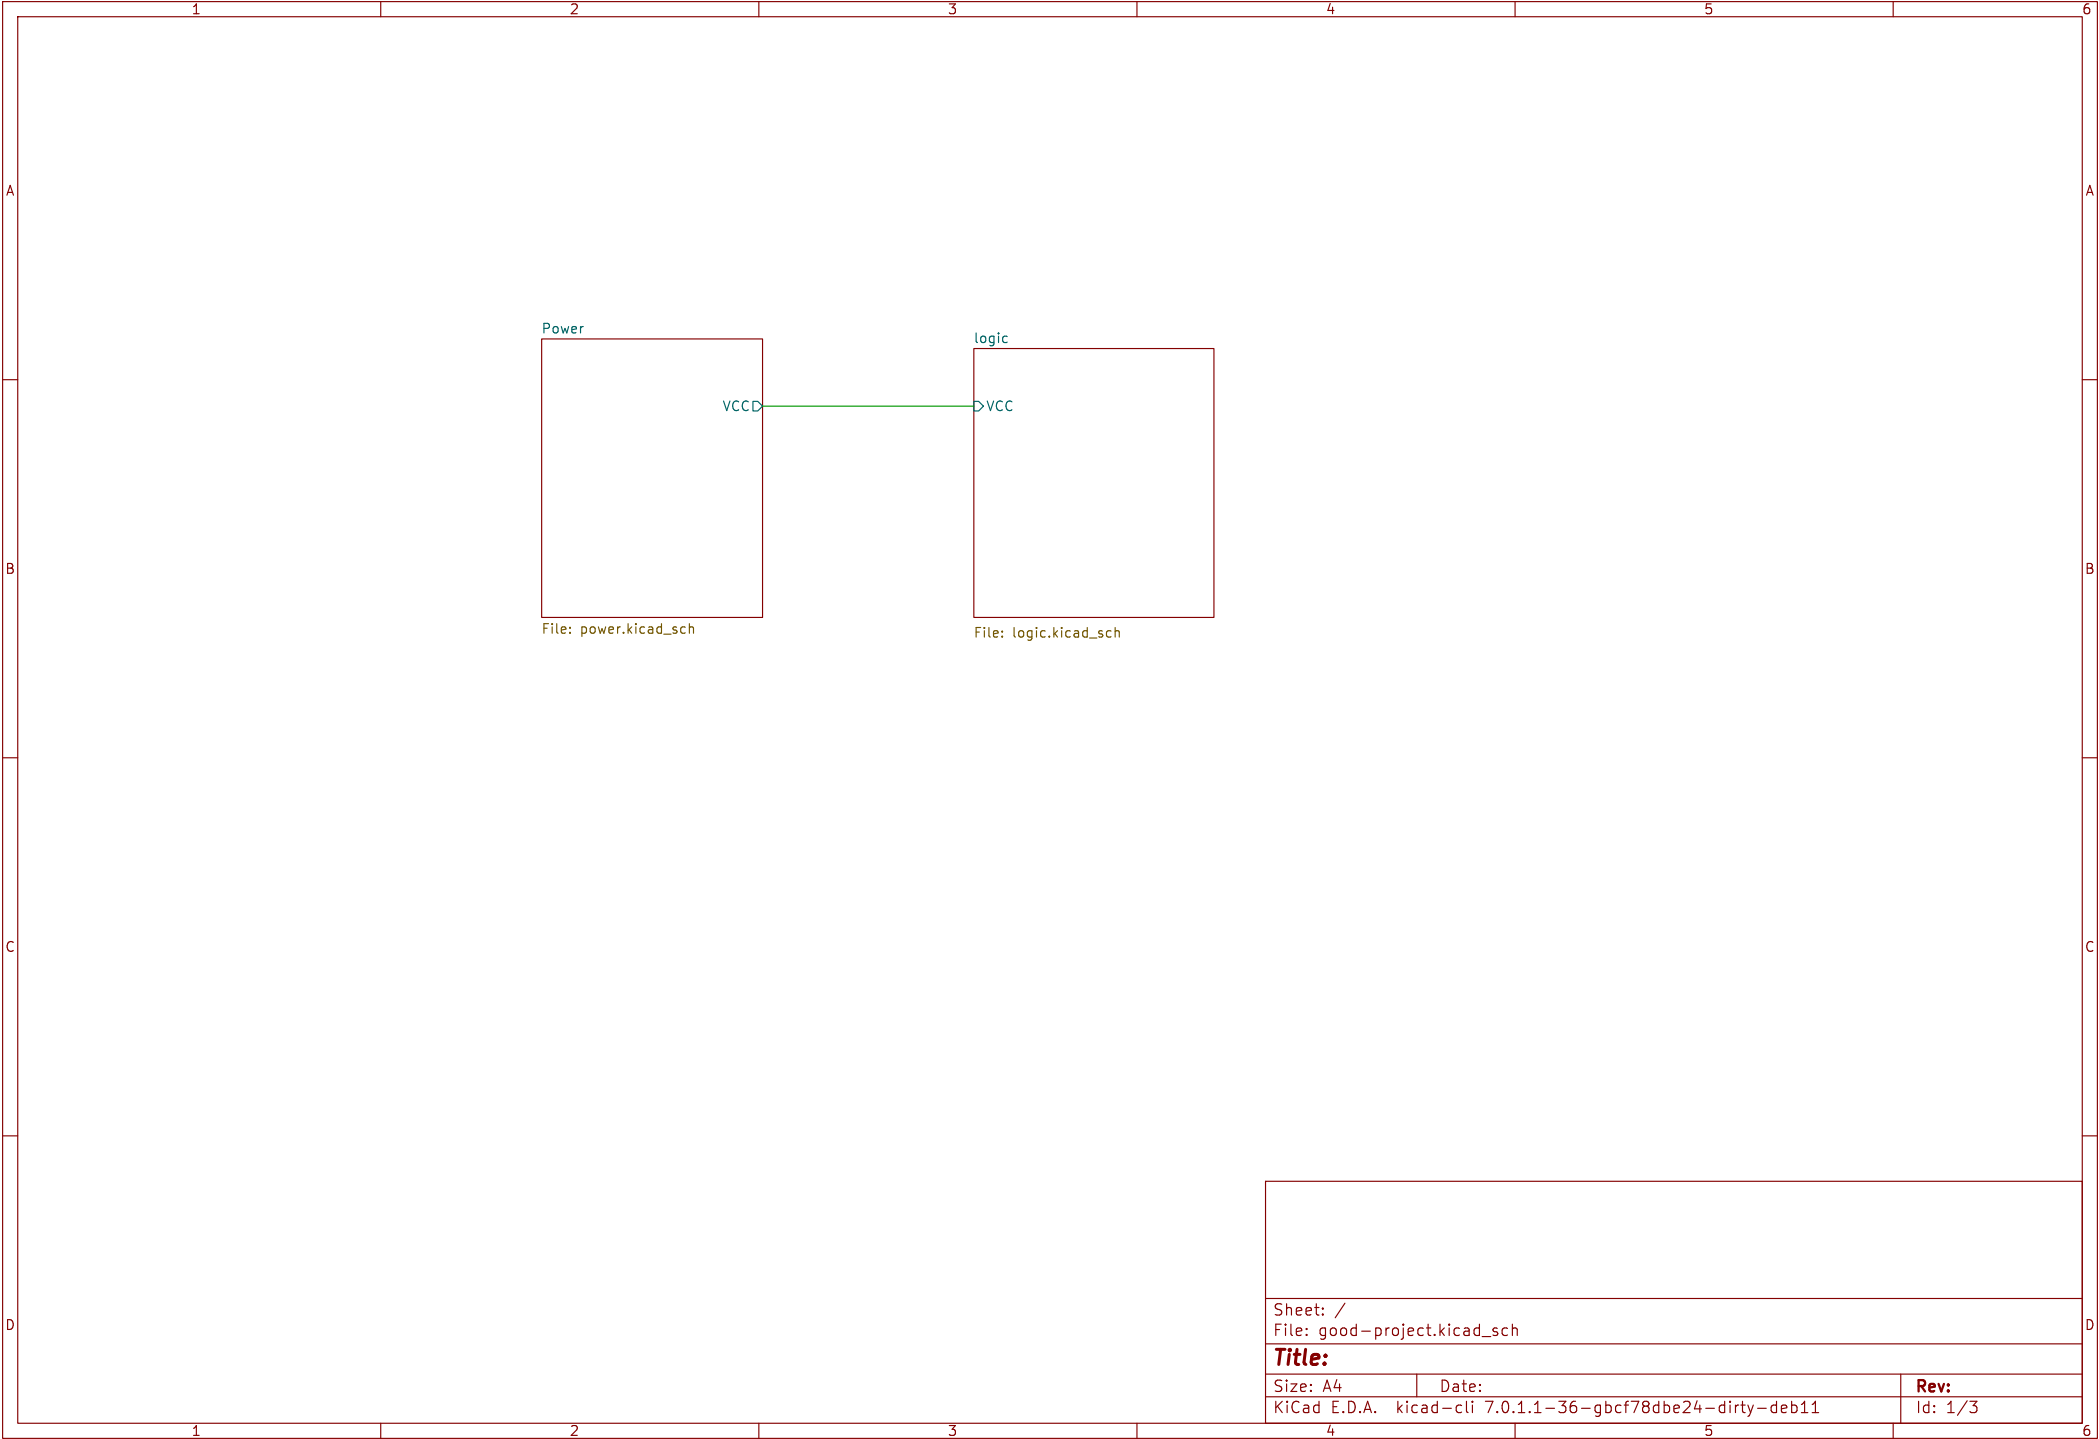 1 2 3 4 5 6
A A
Power
logic
VCC VCC
B B
File: power.kicad_sch
File: logic.kicad_sch
C C
Sheet: /
File: good-project.kicad_sch
D D
Title:
Size: A4 Date: Rev:
KiCad E.D.A. kicad-cli 7.0.1.1-36-gbcf78dbe24-dirty-deb11 Id: 1/3
1 2 3 4 5 6